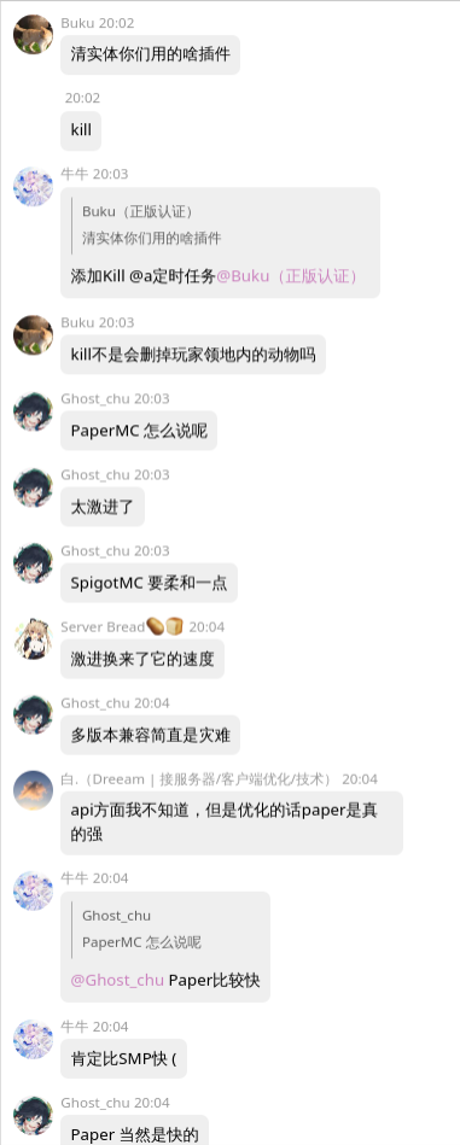 Buku 20:02
清实体你们用的啥插件
20:02
kill
牛牛 20:03
Buku（正版认证）
清实体你们用的啥插件
添加Kill @a定时任务@Buku（正版认证）
Buku 20:03
kill不是会删掉玩家领地内的动物吗
Ghost_chu 20:03
PaperMC 怎么说呢
Ghost_chu 20:03
太激进了
Ghost_chu 20:03
SpigotMC 要柔和一点
Server Bread🥖🍞 20:04
激进换来了它的速度
Ghost_chu 20:04
多版本兼容简直是灾难
白.（Dreeam | 接服务器/客户端优化/技术） 20:04
api方面我不知道，但是优化的话paper是真
的强
牛牛 20:04
Ghost_chu
PaperMC 怎么说呢
@Ghost_chu Paper比较快
牛牛 20:04
肯定比SMP快 (
Ghost_chu 20:04
Paper 当然是快的